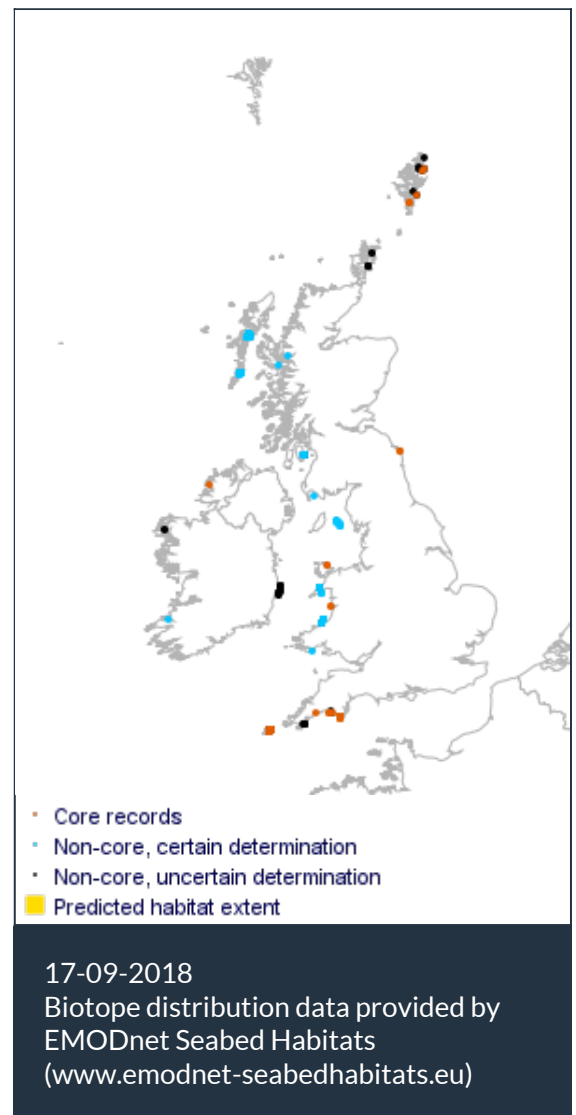 Core records
Non-core, certain determination
Non-core, uncertain determination
Predicted habitat extent
17-09-2018
Biotope distribution data provided by
EMODnet Seabed Habitats
(www.emodnet-seabedhabitats.eu)